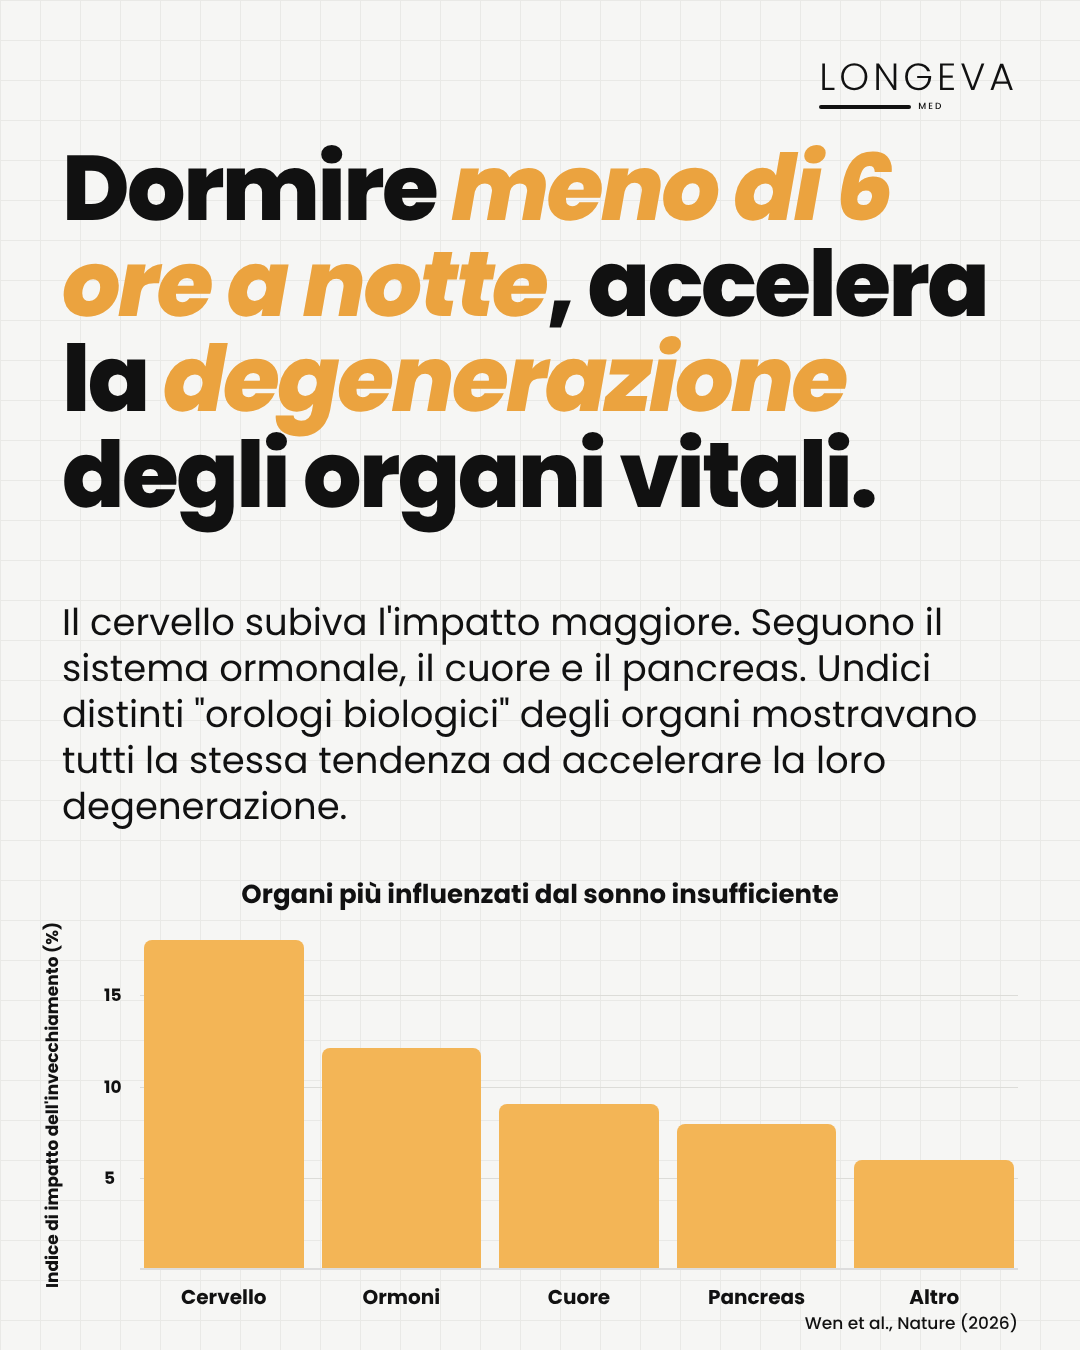 LONGEVA
MED
Dormire meno di 6
ore a notte, accelera
la degenerazione
degli organi vitali.
Il cervello subiva l'impatto maggiore. Seguono il
sistema ormonale, il cuore e il pancreas. Undici
distinti "orologi biologici" degli organi mostravano
tutti la stessa tendenza ad accelerare la loro
degenerazione.
Organi più influenzati dal sonno insufficiente
Indice di impatto dell'invecchiamento (%)
15
10
5
Cervello
Ormoni
Cuore
Pancreas
Altro
Wen et al., Nature (2026)